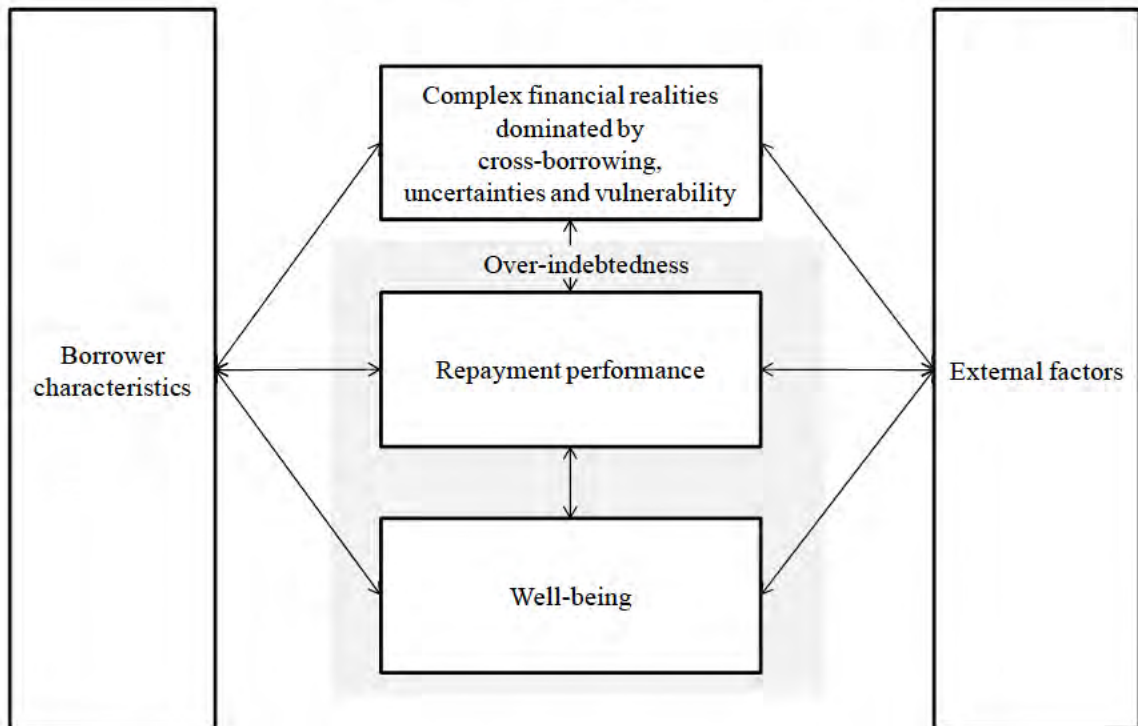 Complex financial realities
dominated by
cross-borrowing,
uncertainties and vulnerability
Over-indebtedness
Borrower
characteristics
Repayment performance
External factors
Well-being